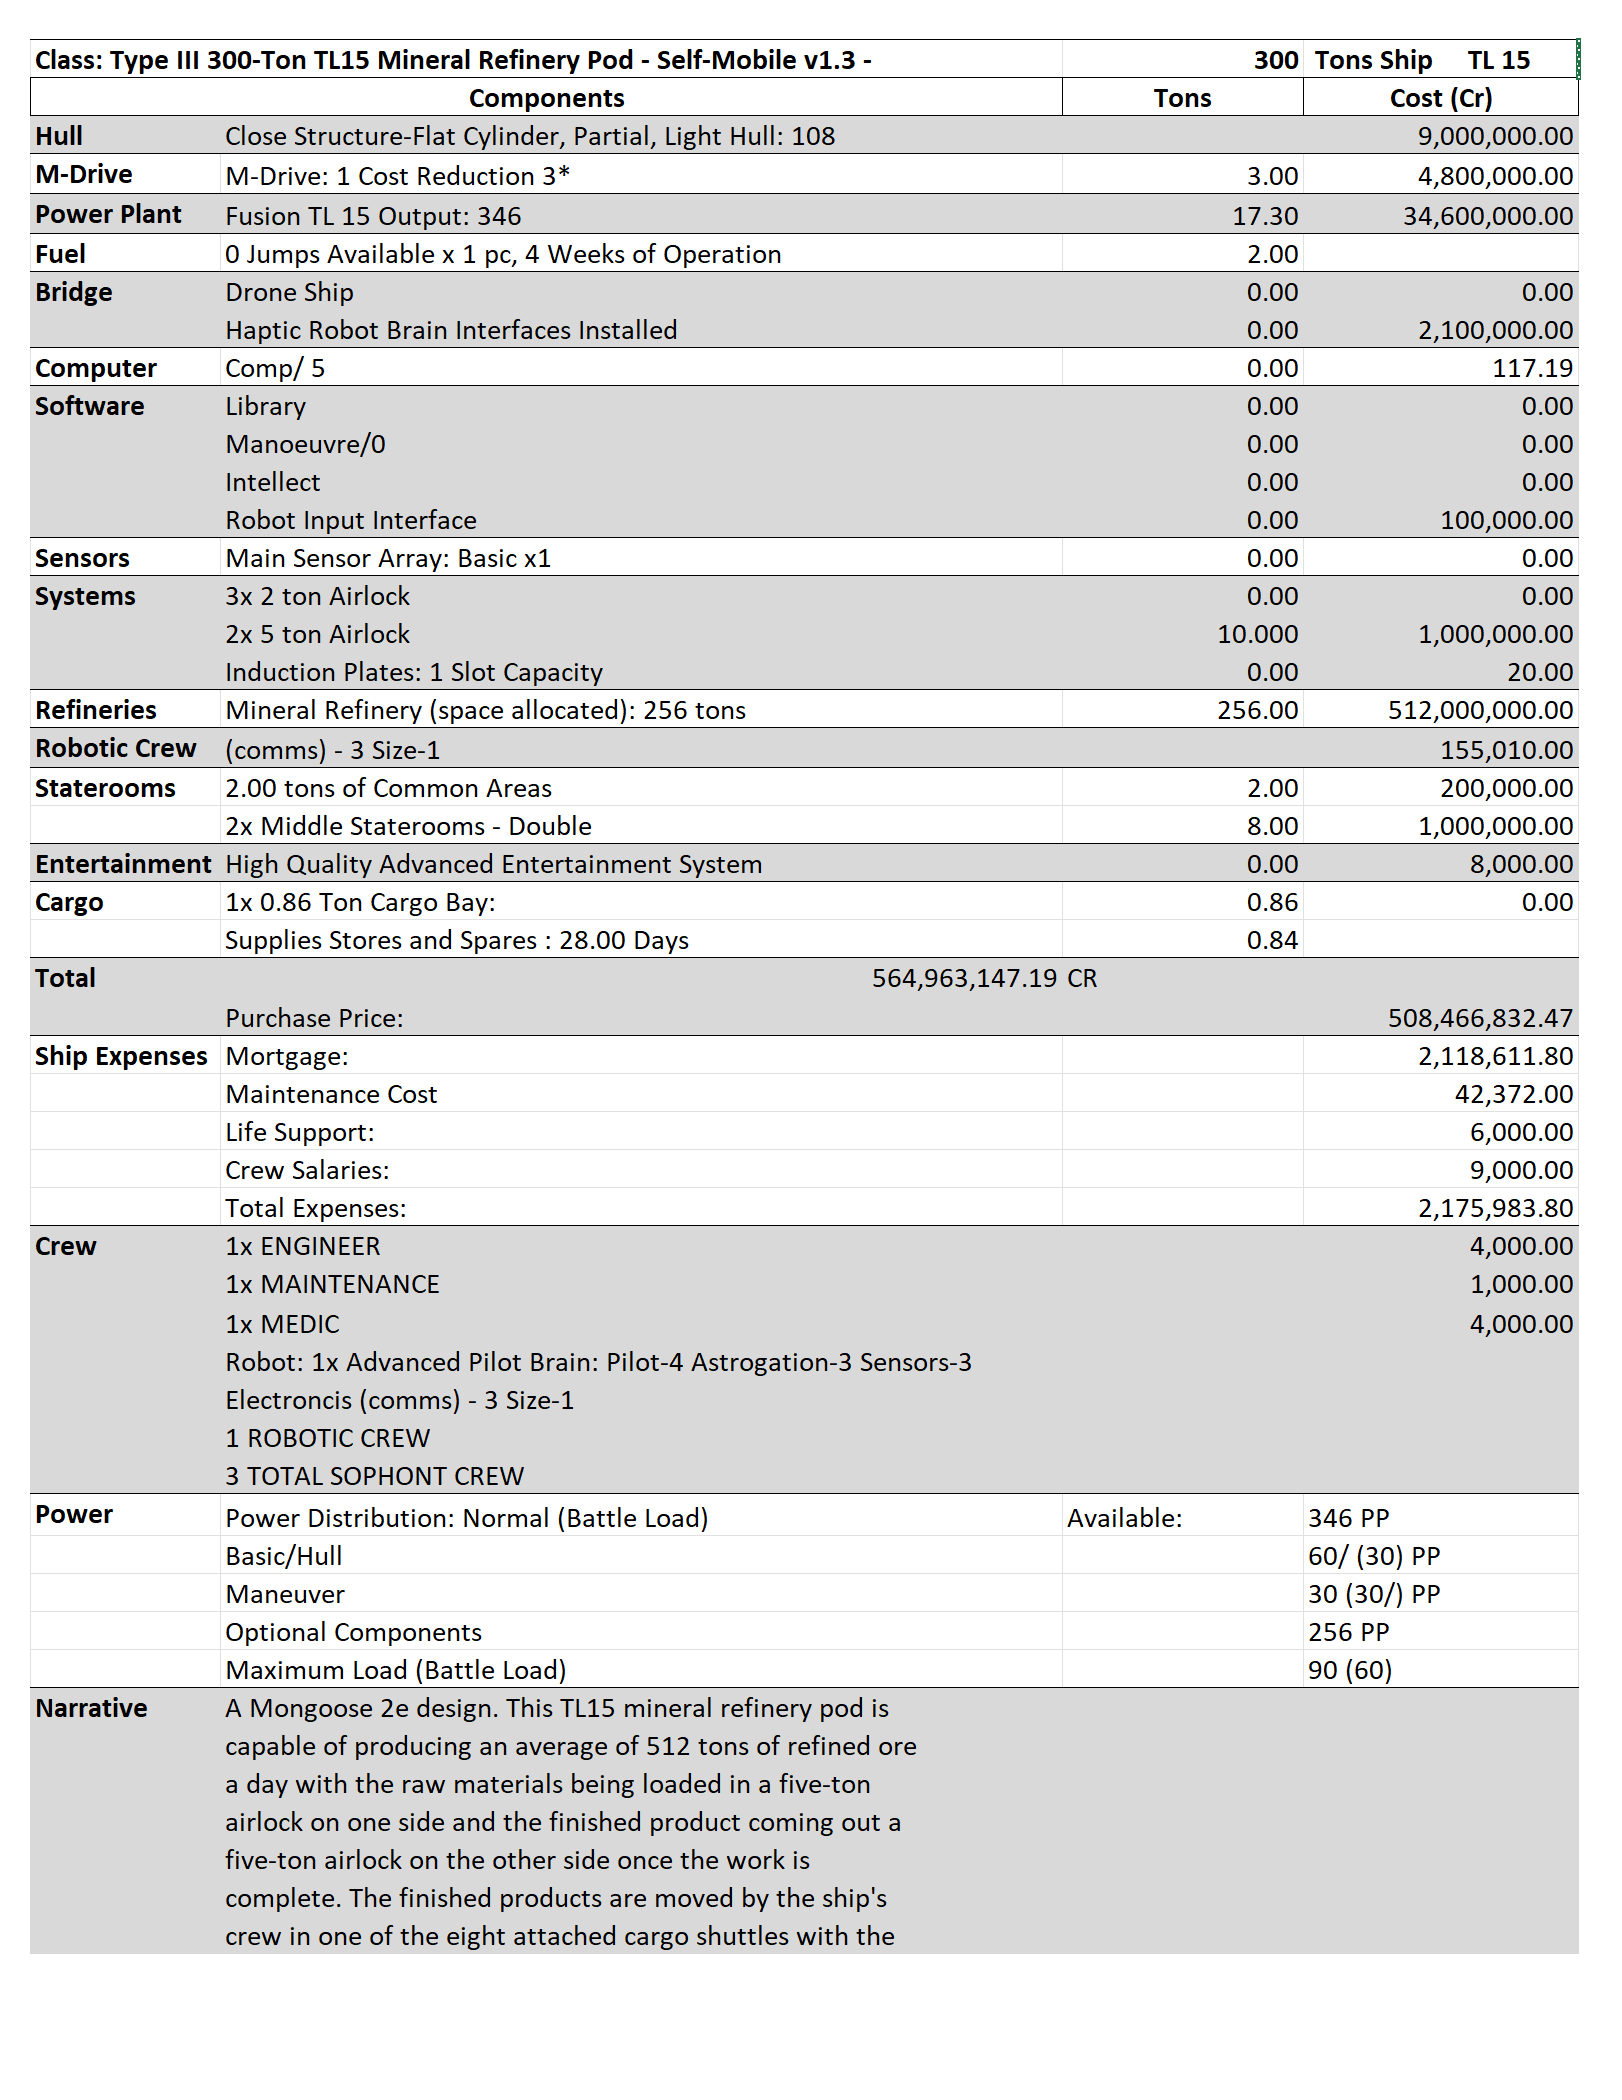 Class: Type III 300-Ton TL15 Mineral Refinery Pod - Self-Mobile v1.3 - 300 Tons Ship TL 15
Components Tons Cost (Cr)
Hull Close Structure-Flat Cylinder, Partial, Light Hull: 108 9,000,000.00
M-Drive M-Drive: 1 Cost Reduction 3* 3.00 4,800,000.00
Power Plant Fusion TL 15 Output: 346 17.30 34,600,000.00
Fuel 0 Jumps Available x 1 pc, 4 Weeks of Operation 2.00
Bridge Drone Ship 0.00 0.00
Haptic Robot Brain Interfaces Installed 0.00 2,100,000.00
Computer Comp/ 5 0.00 117.19
Software Library 0.00 0.00
Manoeuvre/0 0.00 0.00
Intellect 0.00 0.00
Robot Input Interface 0.00 100,000.00
Sensors Main Sensor Array: Basic x1 0.00 0.00
Systems 3x 2 ton Airlock 0.00 0.00
2x 5 ton Airlock 10.000 1,000,000.00
Induction Plates: 1 Slot Capacity 0.00 20.00
Refineries Mineral Refinery (space allocated): 256 tons 256.00 512,000,000.00
Robotic Crew (comms) - 3 Size-1 155,010.00
Staterooms 2.00 tons of Common Areas 2.00 200,000.00
2x Middle Staterooms - Double 8.00 1,000,000.00
Entertainment High Quality Advanced Entertainment System 0.00 8,000.00
Cargo 1x 0.86 Ton Cargo Bay: 0.86 0.00
Supplies Stores and Spares : 28.00 Days 0.84
Total 564,963,147.19 CR
Purchase Price: 508,466,832.47
Ship Expenses Mortgage: 2,118,611.80
Maintenance Cost 42,372.00
Life Support: 6,000.00
Crew Salaries: 9,000.00
Total Expenses: 2,175,983.80
Crew 1x ENGINEER 4,000.00
1x MAINTENANCE 1,000.00
1x MEDIC 4,000.00
Robot: 1x Advanced Pilot Brain: Pilot-4 Astrogation-3 Sensors-3
Electroncis (comms) - 3 Size-1
1 ROBOTIC CREW
3 TOTAL SOPHONT CREW
Power Power Distribution: Normal (Battle Load) Available: 346 PP
Basic/Hull 60/ (30) PP
Maneuver 30 (30/) PP
Optional Components 256 PP
Maximum Load (Battle Load) 90 (60)
Narrative A Mongoose 2e design. This TL15 mineral refinery pod is
capable of producing an average of 512 tons of refined ore
a day with the raw materials being loaded in a five-ton
airlock on one side and the finished product coming out a
five-ton airlock on the other side once the work is
complete. The finished products are moved by the ship's
crew in one of the eight attached cargo shuttles with the